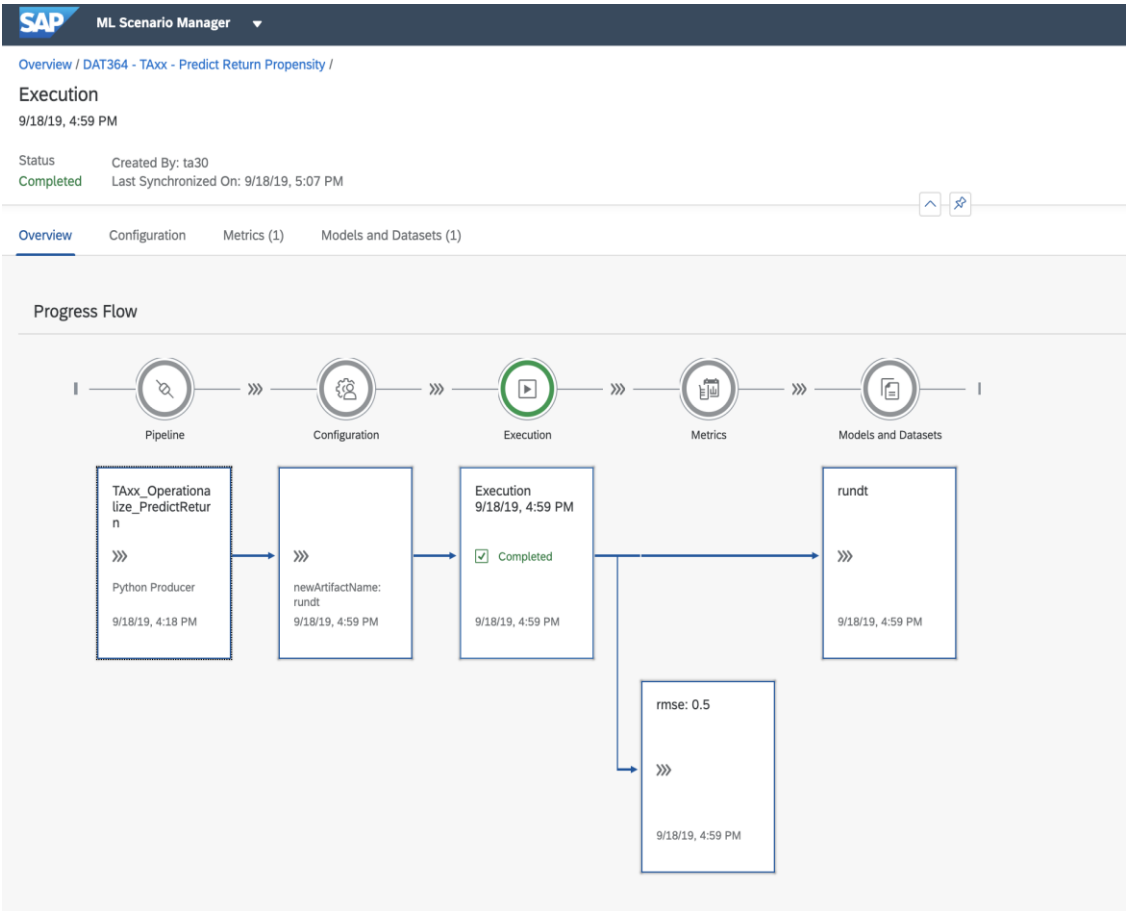 SAP ML Scenario Manager
Overview / DAT364 - TAxx - Predict Return Propensity /
Execution
9/18/19, 4:59 PM
Status
Completed
Created By: ta30
Last Synchronized On: 9/18/19, 5:07 PM
Overview Configuration Metrics (1) Models and Datasets (1)
Progress Flow
Pipeline Configuration Execution Metrics Models and Datasets
TAxx_Operationa
lize_PredictRetur
n
Python Producer
9/18/19, 4:18 PM
newArtifactName:
rundt
9/18/19, 4:59 PM
Execution
9/18/19, 4:59 PM
Completed
9/18/19, 4:59 PM
rundt
9/18/19, 4:59 PM
rmse: 0.5
9/18/19, 4:59 PM